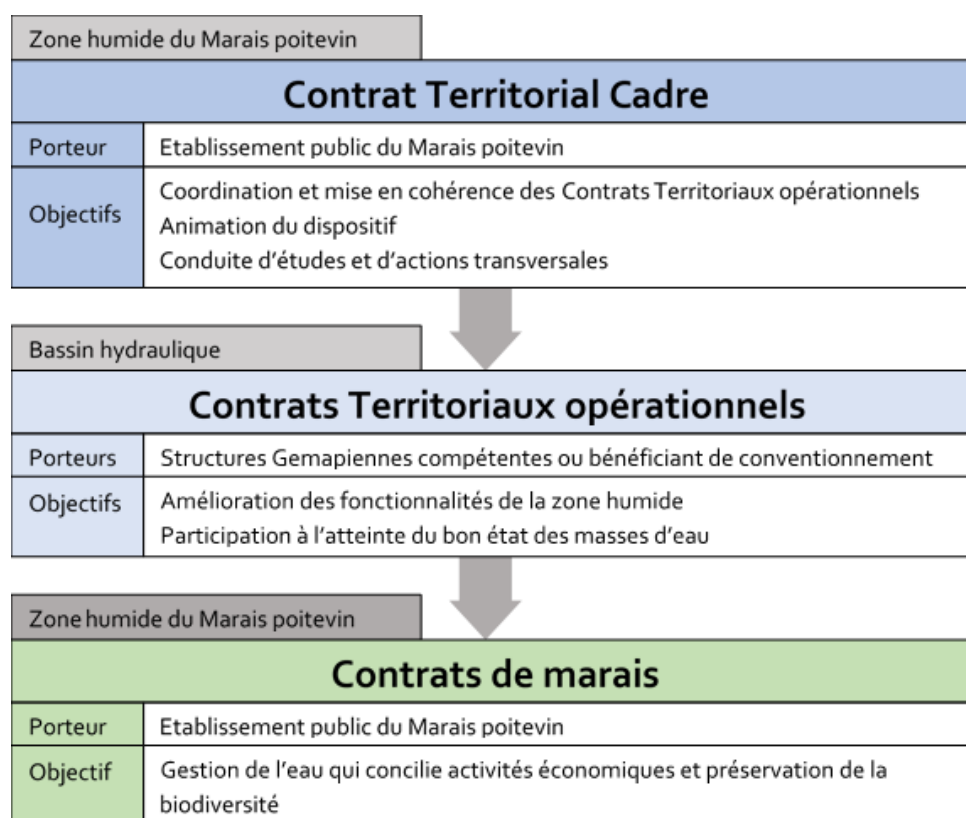 Zone humide du Marais poitevin
Contrat Territorial Cadre
Porteur
Etablissement public du Marais poitevin
Objectifs
Coordination et mise en cohérence des Contrats Territoriaux opérationnels
Animation du dispositif
Conduite d'études et d'actions transversales
Bassin hydraulique
Contrats Territoriaux opérationnels
Porteurs
Structures Gemapiennes compétentes ou bénéficiant de conventionnement
Objectifs
Amélioration des fonctionnalités de la zone humide
Participation à l'atteinte du bon état des masses d'eau
Zone humide du Marais poitevin
Contrats de marais
Porteur
Etablissement public du Marais poitevin
Objectif
Gestion de l'eau qui concilie activités économiques et préservation de la
biodiversité